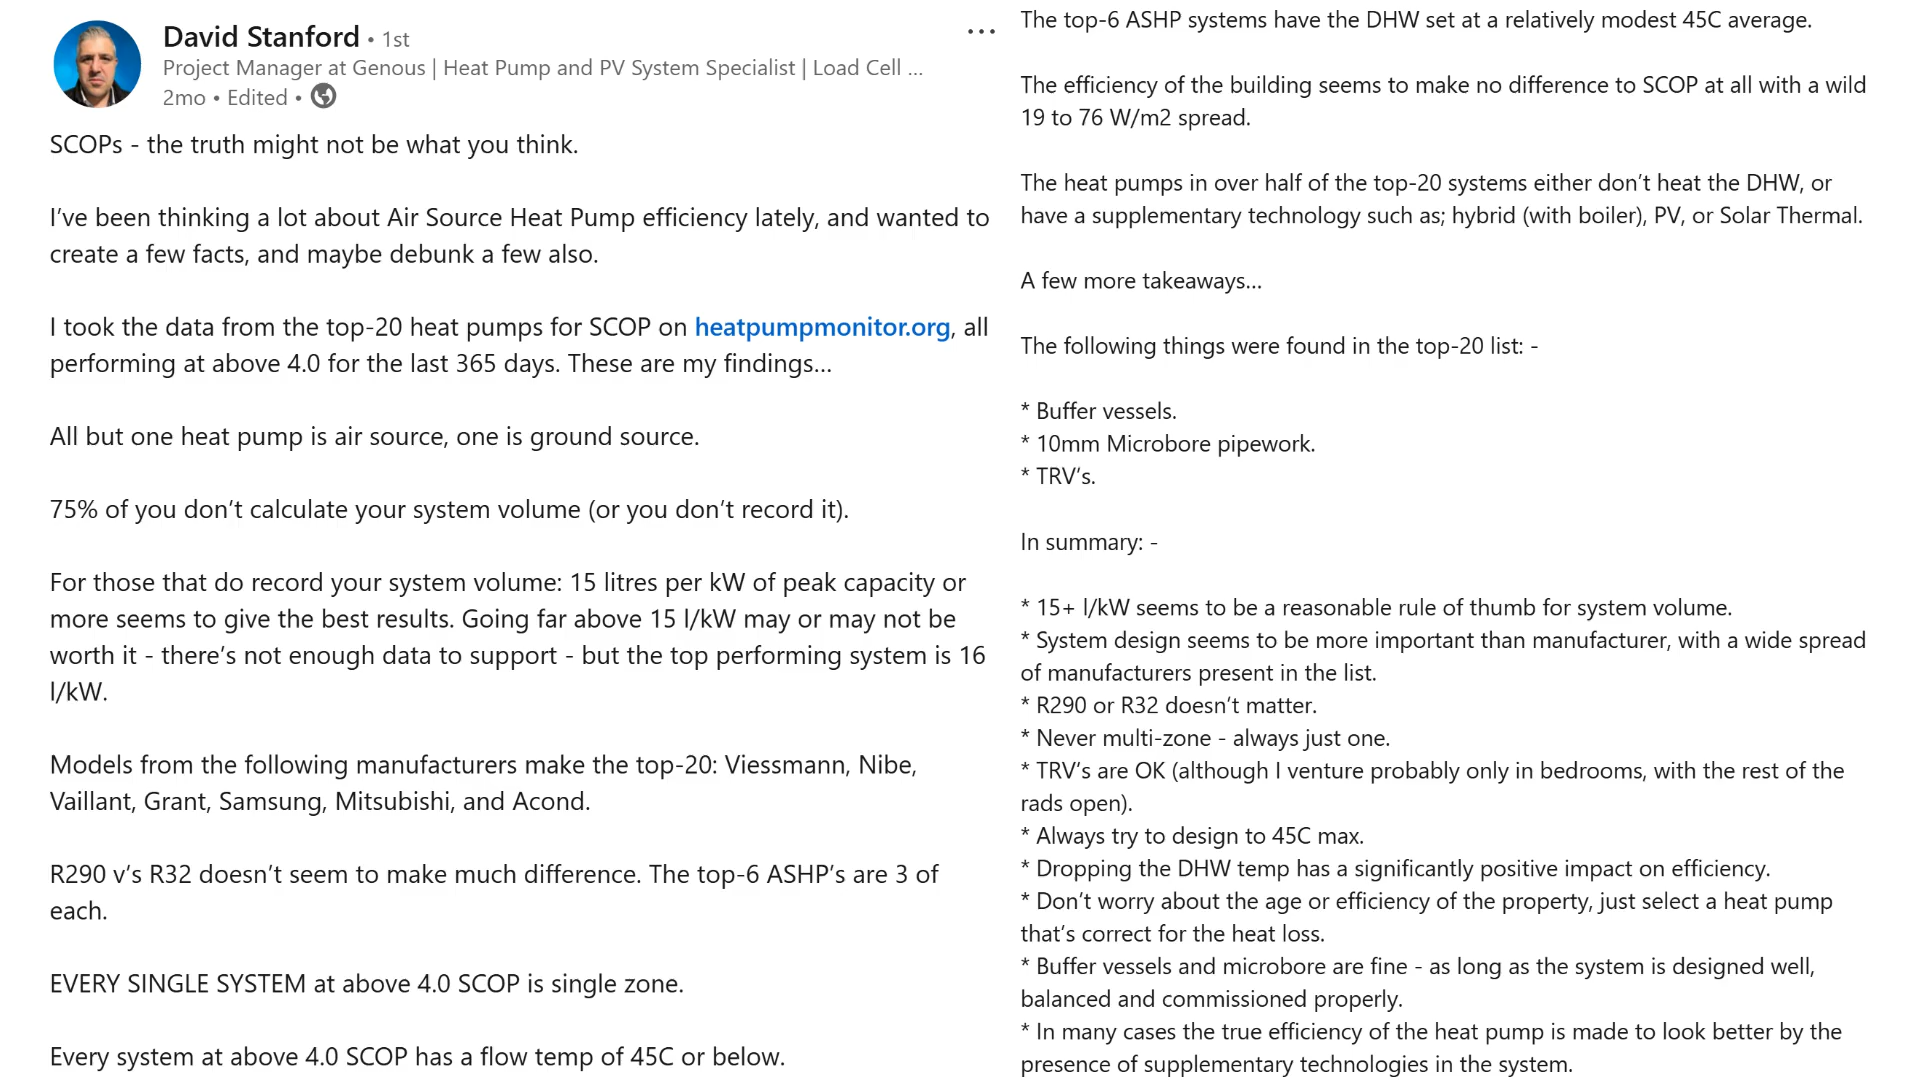 David Stanford • 1st
...
Project Manager at Genous | Heat Pump and PV System Specialist | Load Cell ...
2mo • Edited •
SCOPs - the truth might not be what you think.
I’ve been thinking a lot about Air Source Heat Pump efficiency lately, and wanted to
create a few facts, and maybe debunk a few also.
I took the data from the top-20 heat pumps for SCOP on heatpumpmonitor.org, all
performing at above 4.0 for the last 365 days. These are my findings...
All but one heat pump is air source, one is ground source.
75% of you don’t calculate your system volume (or you don’t record it).
For those that do record your system volume: 15 litres per kW of peak capacity or
more seems to give the best results. Going far above 15 l/kW may or may not be
worth it - there’s not enough data to support - but the top performing system is 16
l/kW.
Models from the following manufacturers make the top-20: Viessmann, Nibe,
Vaillant, Grant, Samsung, Mitsubishi, and Acond.
R290 v’s R32 doesn’t seem to make much difference. The top-6 ASHP’s are 3 of
each.
EVERY SINGLE SYSTEM at above 4.0 SCOP is single zone.
Every system at above 4.0 SCOP has a flow temp of 45C or below.
The top-6 ASHP systems have the DHW set at a relatively modest 45C average.
The efficiency of the building seems to make no difference to SCOP at all with a wild
19 to 76 W/m2 spread.
The heat pumps in over half of the top-20 systems either don’t heat the DHW, or
have a supplementary technology such as; hybrid (with boiler), PV, or Solar Thermal.
A few more takeaways...
The following things were found in the top-20 list: -
* Buffer vessels.
* 10mm Microbore pipework.
* TRV’s.
In summary: -
* 15+ l/kW seems to be a reasonable rule of thumb for system volume.
* System design seems to be more important than manufacturer, with a wide spread
of manufacturers present in the list.
* R290 or R32 doesn’t matter.
* Never multi-zone - always just one.
* TRV’s are OK (although I venture probably only in bedrooms, with the rest of the
rads open).
* Always try to design to 45C max.
* Dropping the DHW temp has a significantly positive impact on efficiency.
* Don’t worry about the age or efficiency of the property, just select a heat pump
that’s correct for the heat loss.
* Buffer vessels and microbore are fine - as long as the system is designed well,
balanced and commissioned properly.
* In many cases the true efficiency of the heat pump is made to look better by the
presence of supplementary technologies in the system.